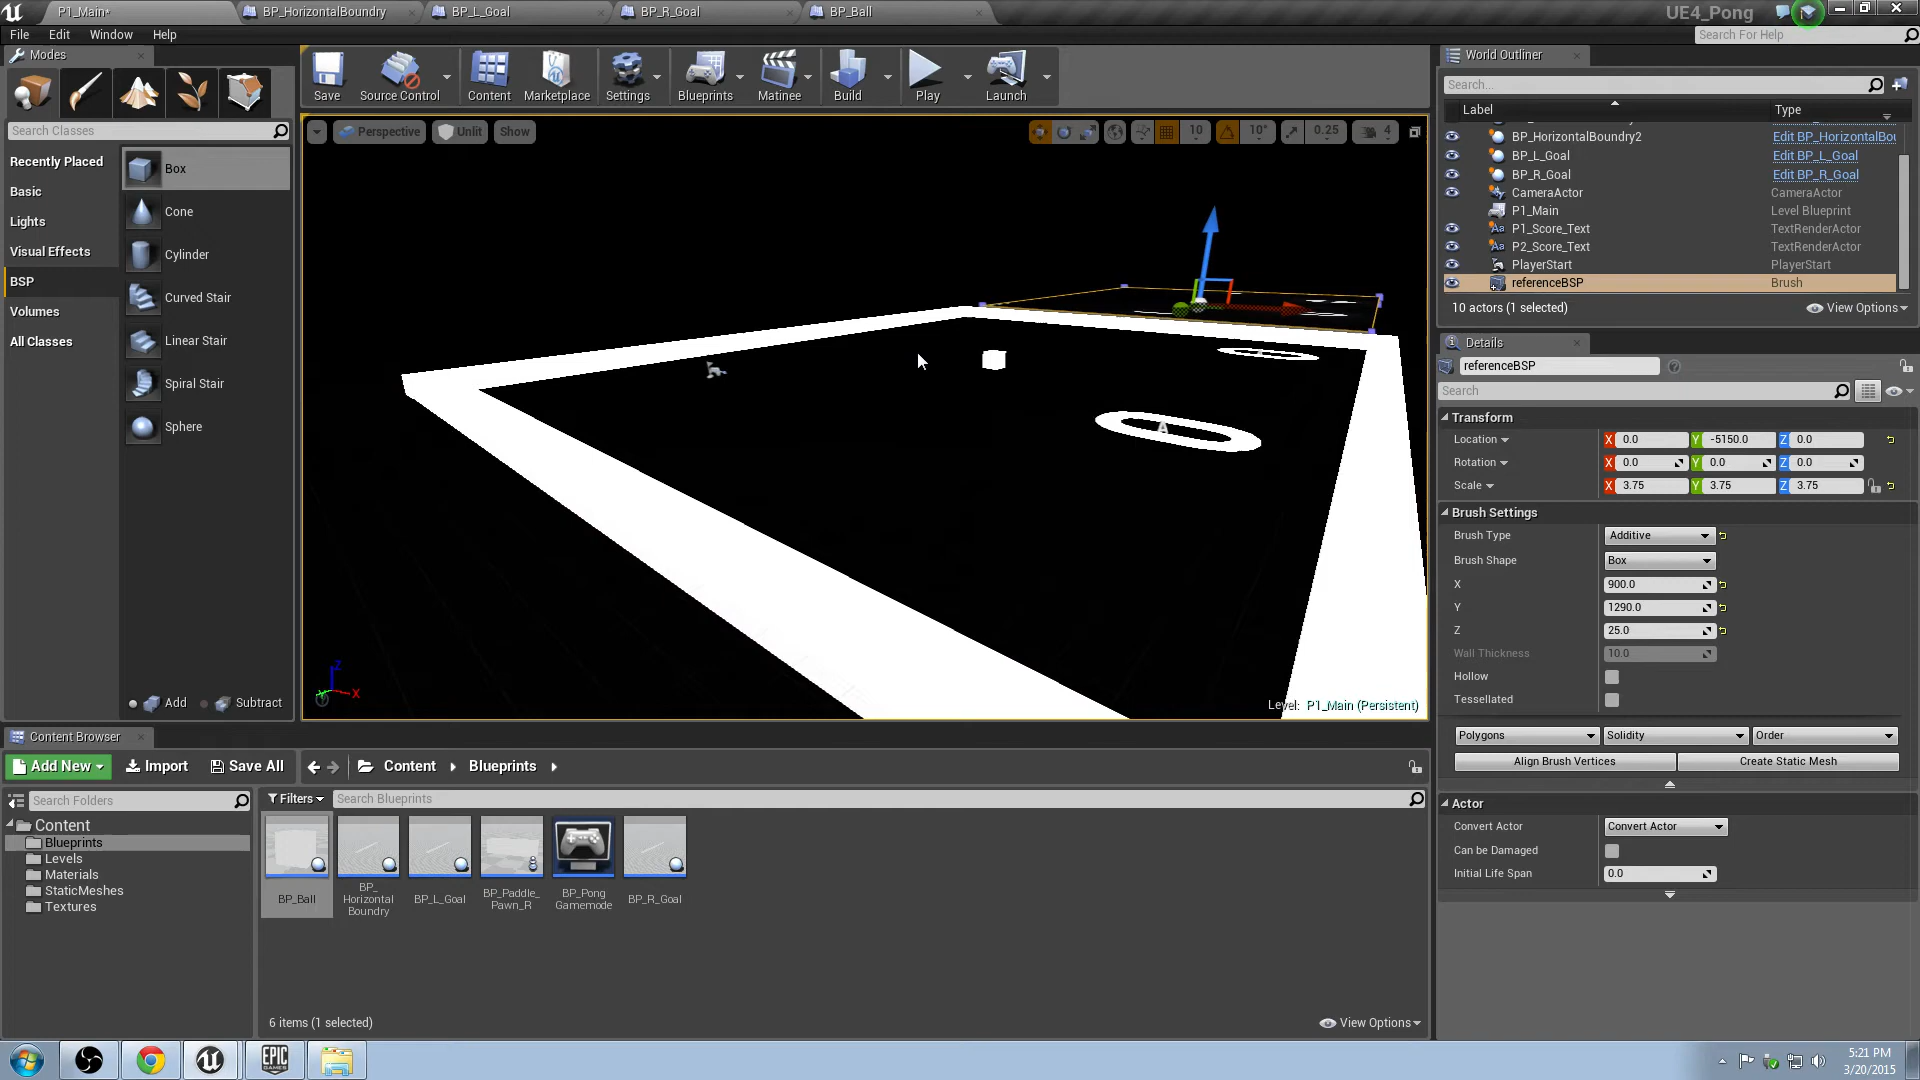 P1_Main*
BP_HorizontalBoundry
BP_L_Goal
BP_R_Goal
BP_Ball
UE4_Pong
File Edit Window Help
Search For Help
Modes
Save
Source Control
Content
Marketplace
Settings
Blueprints
Matinee
Build
Play
Launch
Search Classes
Recently Placed
Basic
Lights
Visual Effects
BSP
Volumes
All Classes
Box
Cone
Cylinder
Curved Stair
Linear Stair
Spiral Stair
Sphere
Add
Subtract
Perspective
Unlit
Show
10
10°
0.25
4
Level: P1_Main (Persistent)
X
Z
World Outliner
Search...
Label
Type
BP_HorizontalBoundry2 Edit BP_HorizontalBou
BP_L_Goal Edit BP_L_Goal
BP_R_Goal Edit BP_R_Goal
CameraActor CameraActor
P1_Main Level Blueprint
P1_Score_Text TextRenderActor
P2_Score_Text TextRenderActor
PlayerStart PlayerStart
referenceBSP Brush
10 actors (1 selected)
View Options
Details
referenceBSP
Search
Transform
Location X 0.0 Y -5150.0 Z 0.0
Rotation X 0.0 Y 0.0 Z 0.0
Scale X 3.75 Y 3.75 Z 3.75
Brush Settings
Brush Type Additive
Brush Shape Box
X 900.0
Y 1290.0
Z 25.0
Wall Thickness 10.0
Hollow
Tessellated
Polygons Solidity Order
Align Brush Vertices Create Static Mesh
Actor
Convert Actor Convert Actor
Can be Damaged
Initial Life Span 0.0
Content Browser
Add New
Import
Save All
Content
Blueprints
Search Folders
Filters
Search Blueprints
Content
Blueprints
Levels
Materials
StaticMeshes
Textures
BP_Ball
BP_
Horizontal
Boundry
BP_L_Goal
BP_Paddle_
Pawn_R
BP_Pong
Gamemode
BP_R_Goal
6 items (1 selected)
View Options
EPIC
GAMES
5:21 PM
3/20/2015